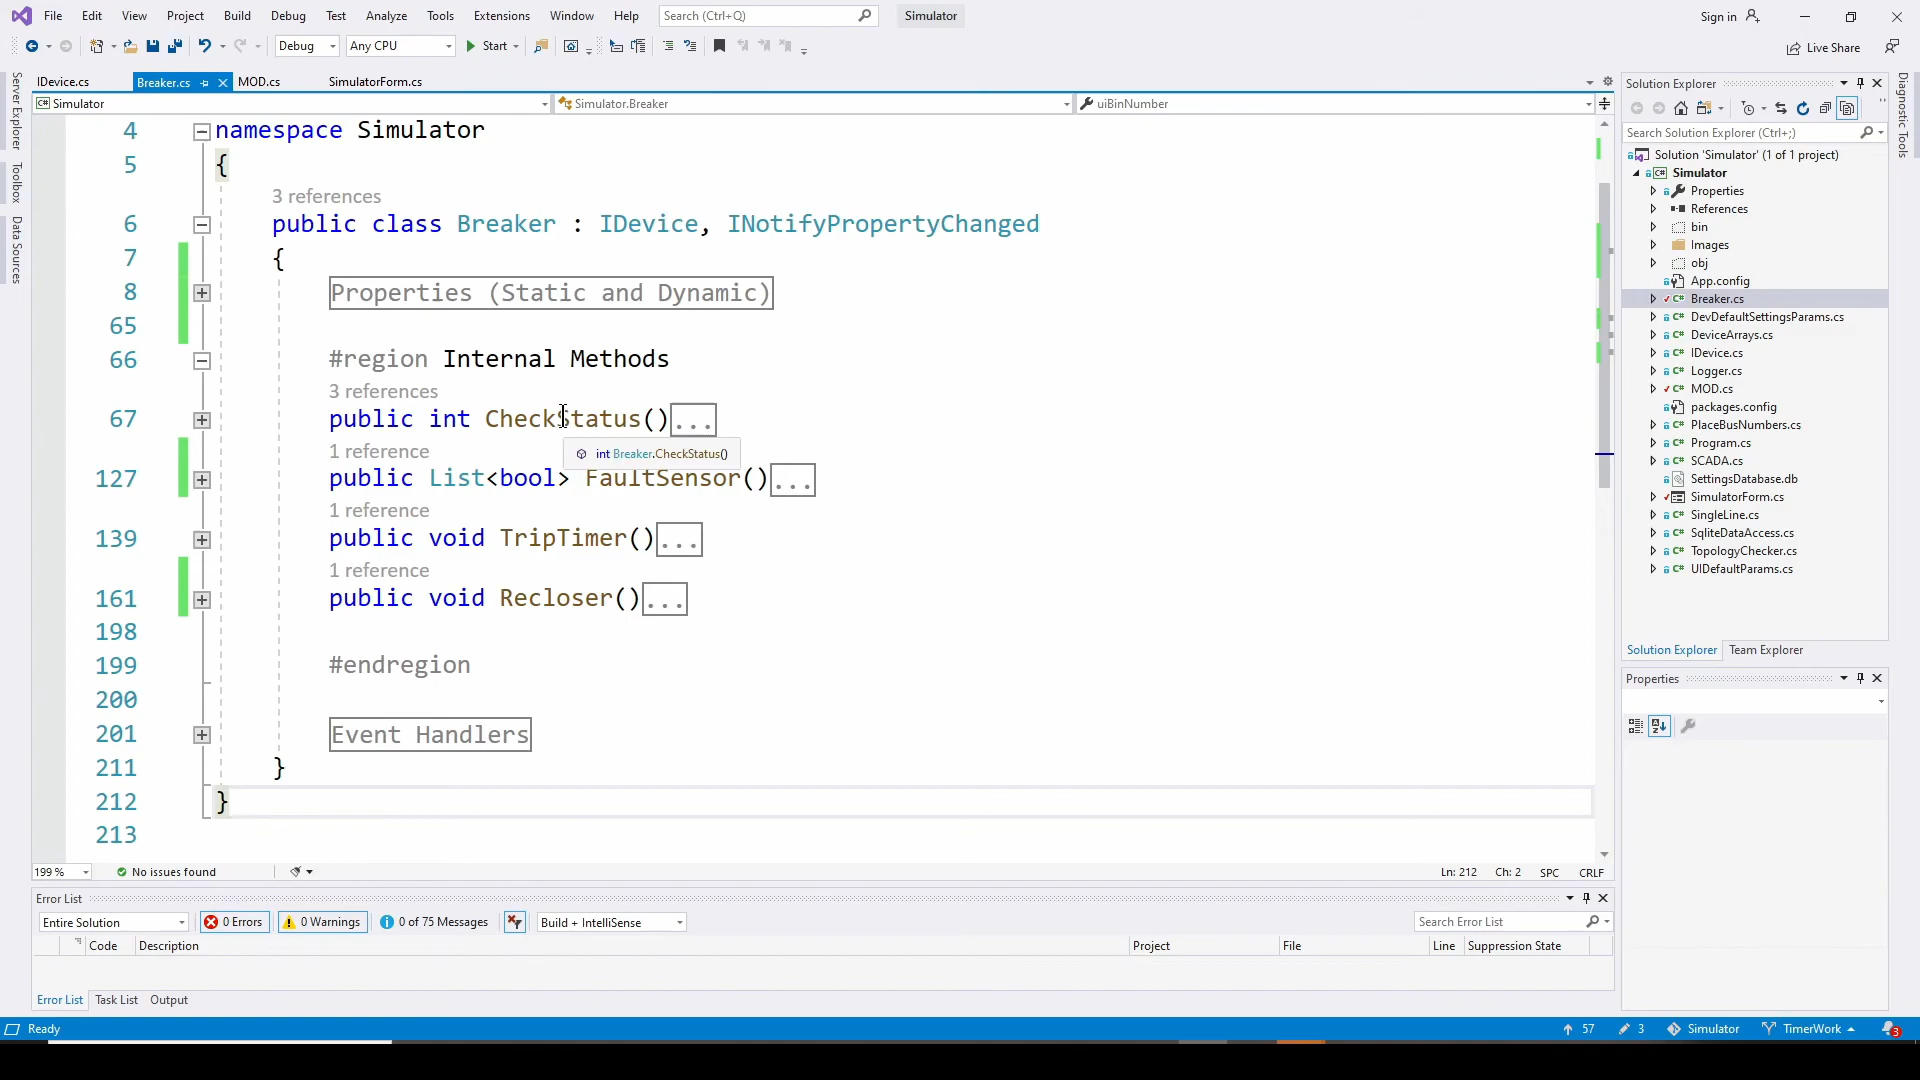 File Edit View Project Build Debug Test Analyze Tools Extensions Window Help Search (Ctrl+Q) Simulator Sign in
Debug Any CPU Start Live Share
IDevice.cs Breaker.cs MOD.cs SimulatorForm.cs
Simulator Simulator.Breaker uiBinNumber
Server Explorer
Toolbox
Data Sources
4 namespace Simulator
5 {
3 references
6 public class Breaker : IDevice, INotifyPropertyChanged
7 {
8 Properties (Static and Dynamic)
65
66 #region Internal Methods
3 references
67 public int CheckStatus()...
1 reference
int Breaker.CheckStatus()
127 public List<bool> FaultSensor()...
1 reference
139 public void TripTimer()...
1 reference
161 public void Recloser()...
198
199 #endregion
200
201 Event Handlers
211 }
212 }
213
199 % No issues found Ln: 212 Ch: 2 SPC CRLF
Error List
Entire Solution 0 Errors 0 Warnings 0 of 75 Messages Build + IntelliSense Search Error List
Code Description Project File Line Suppression State
Error List Task List Output
Solution Explorer
Search Solution Explorer (Ctrl+;)
Solution 'Simulator' (1 of 1 project)
Simulator
Properties
References
bin
Images
obj
App.config
Breaker.cs
DevDefaultSettingsParams.cs
DeviceArrays.cs
IDevice.cs
Logger.cs
MOD.cs
packages.config
PlaceBusNumbers.cs
Program.cs
SCADA.cs
SettingsDatabase.db
SimulatorForm.cs
SingleLine.cs
SqliteDataAccess.cs
TopologyChecker.cs
UIDefaultParams.cs
Solution Explorer Team Explorer
Properties
Diagnostic Tools
Ready 57 3 Simulator TimerWork 3